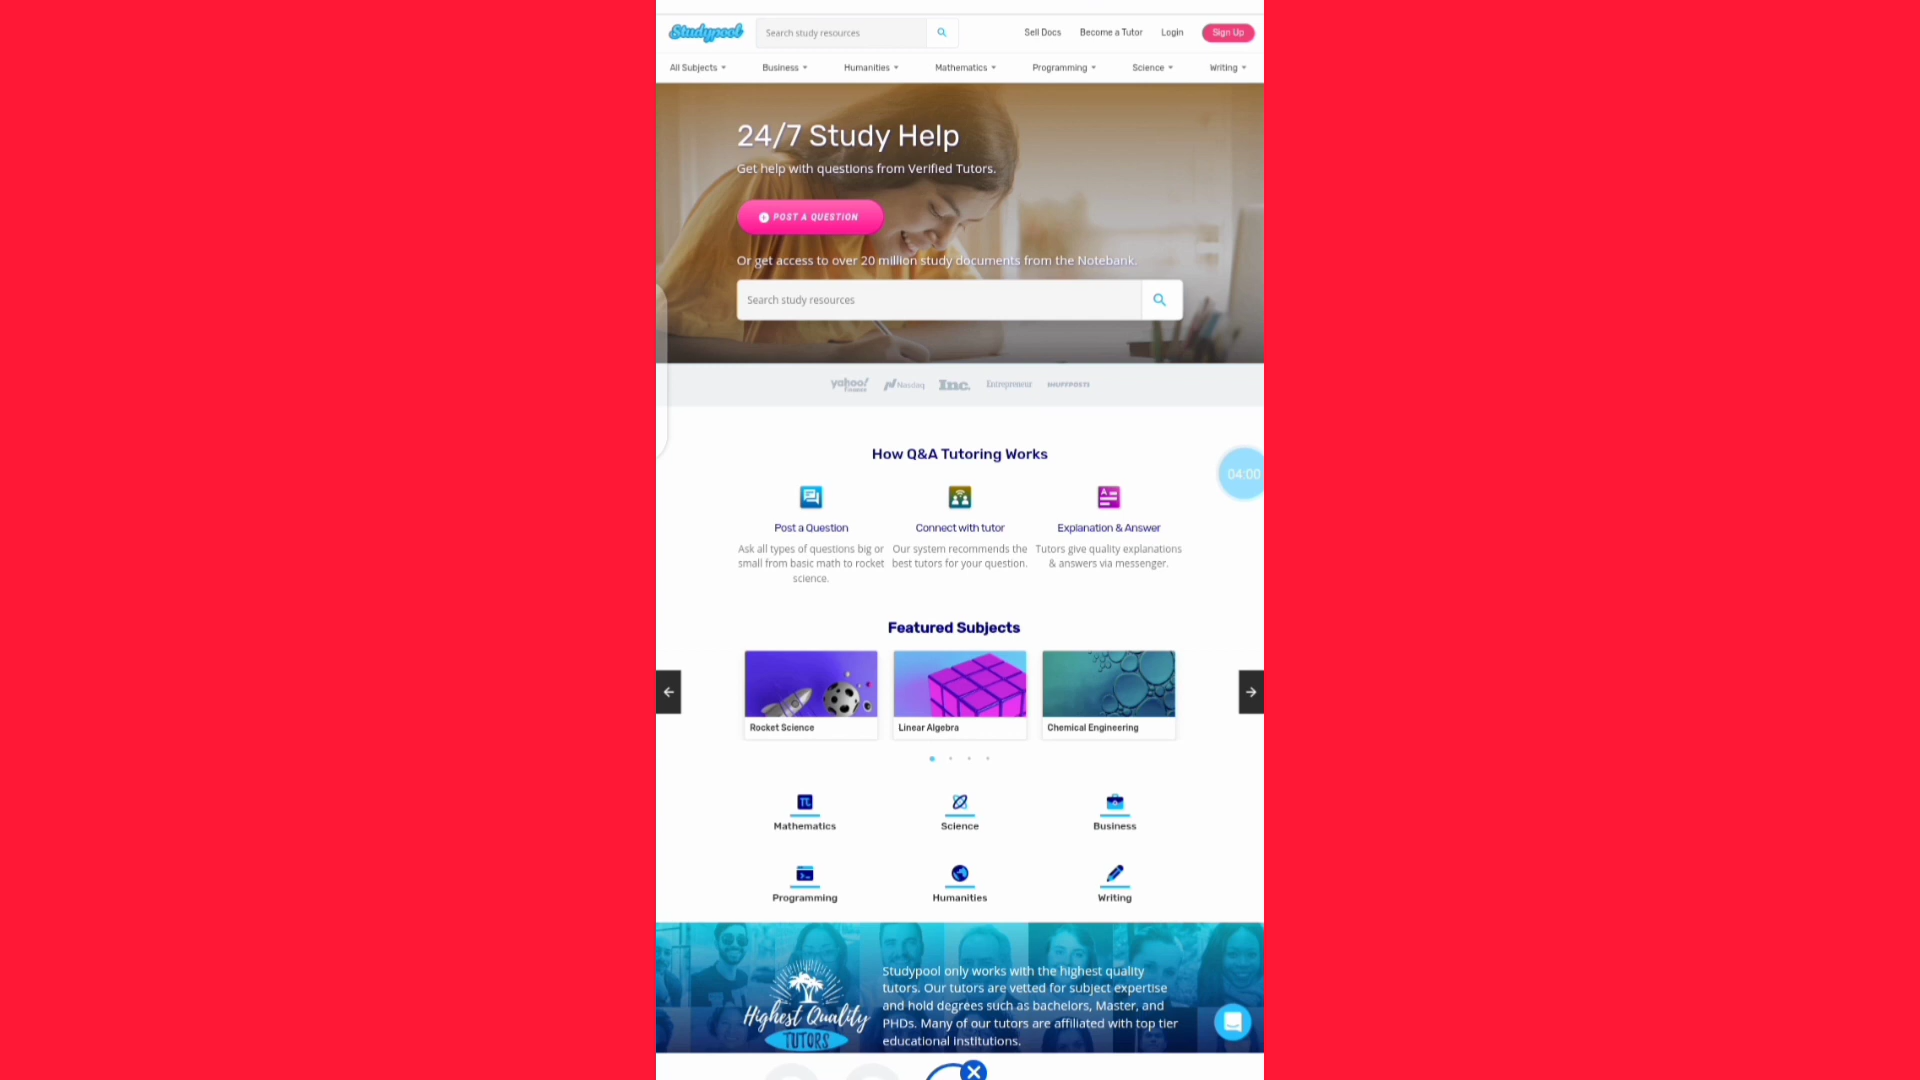 Studypool
Search study resources
Sell Docs
Become a Tutor
Login
Sign Up
All Subjects
Business
Humanities
Mathematics
Programming
Science
Writing
24/7 Study Help
Get help with questions from Verified Tutors.
POST A QUESTION
Or get access to over 20 million study documents from the Notebank.
Search study resources
yahoo! finance
Nasdaq
Inc.
Entrepreneur
HUFFPOST
How Q&A Tutoring Works
04:00
Post a Question
Ask all types of questions big or
small from basic math to rocket
science.
Connect with tutor
Our system recommends the
best tutors for your question.
Explanation & Answer
Tutors give quality explanations
& answers via messenger.
Featured Subjects
Rocket Science
Linear Algebra
Chemical Engineering
Mathematics
Science
Business
Programming
Humanities
Writing
Highest Quality
TUTORS
Studypool only works with the highest quality
tutors. Our tutors are vetted for subject expertise
and hold degrees such as bachelors, Master, and
PHDs. Many of our tutors are affiliated with top tier
educational institutions.